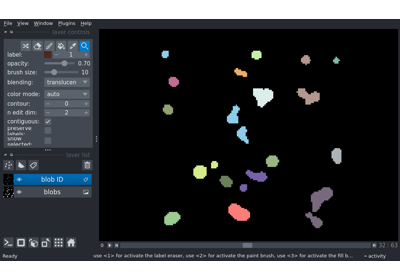 File View Window Plugins Help
layer controls
label: 1
opacity: 0.70
brush size: 10
blending: translucen
color mode: auto
contour: 0
n edit dim: 2
contiguous:
preserve labels:
show selected:
layer list
blob ID
blobs
32 63
Ready use <1> for activate the label eraser, use <2> for activate the paint brush, use <3> for activate the fill b... activity